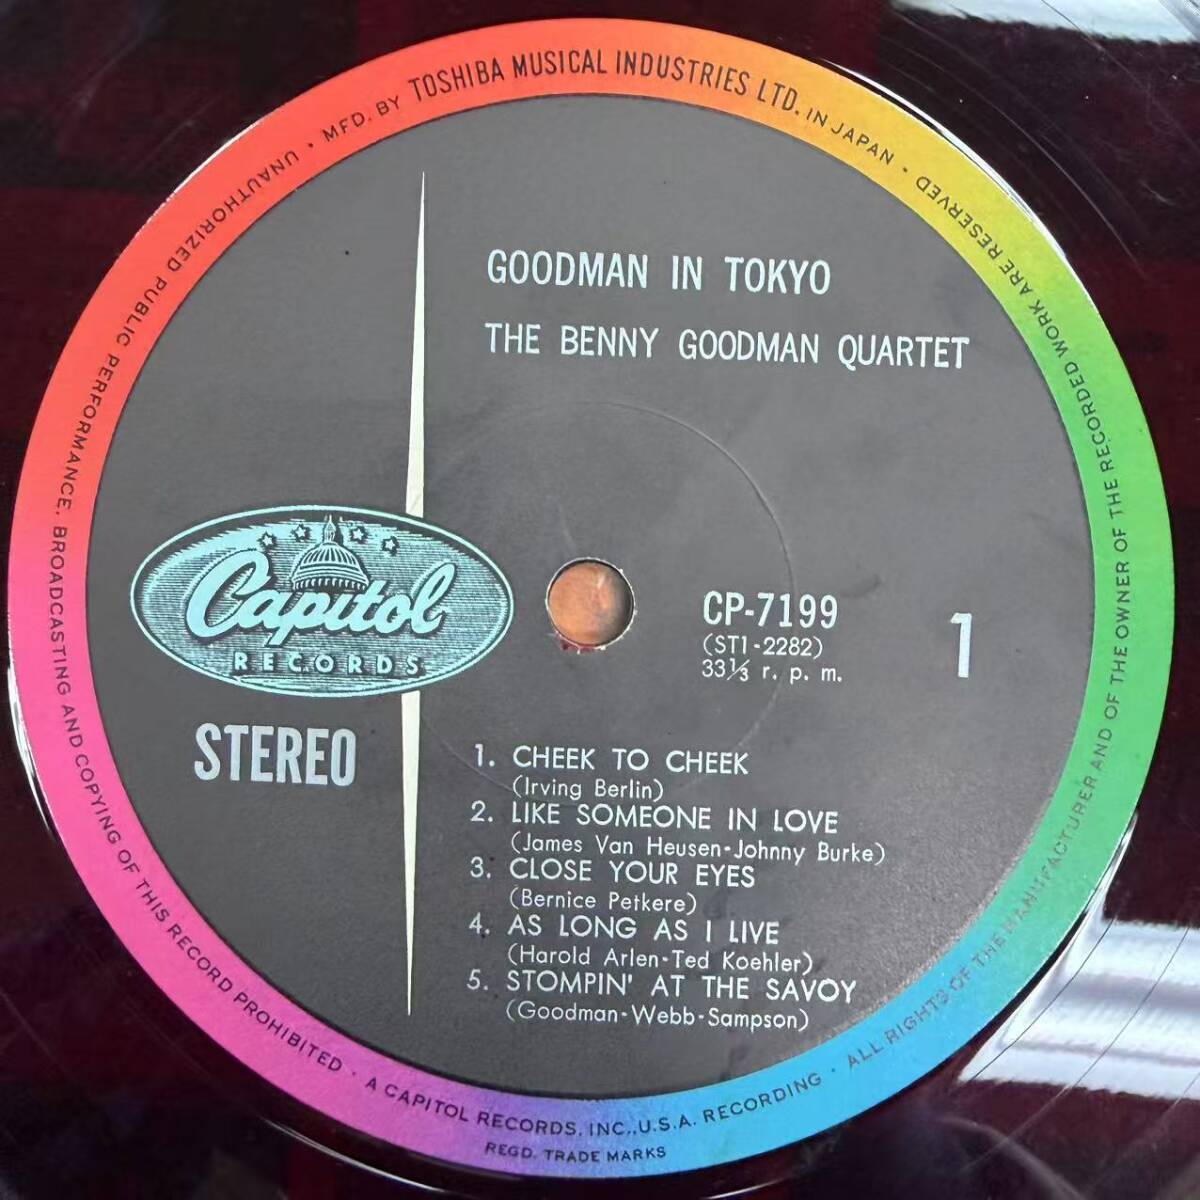 MFD. BY TOSHIBA MUSICAL INDUSTRIES LTD. IN JAPAN · ALL RIGHTS OF THE MANUFACTURER AND OF THE OWNER OF THE RECORDED WORK ARE RESERVED · UNAUTHORIZED PUBLIC PERFORMANCE, BROADCASTING AND COPYING OF THIS RECORD PROHIBITED · A CAPITOL RECORDS, INC., U.S.A. RECORDING ·
REGD. TRADE MARKS
GOODMAN IN TOKYO
THE BENNY GOODMAN QUARTET
Capitol
RECORDS
STEREO
CP-7199
(ST1-2282)
33⅓ r. p. m.
1
1. CHEEK TO CHEEK
(Irving Berlin)
2. LIKE SOMEONE IN LOVE
(James Van Heusen-Johnny Burke)
3. CLOSE YOUR EYES
(Bernice Petkere)
4. AS LONG AS I LIVE
(Harold Arlen-Ted Koehler)
5. STOMPIN' AT THE SAVOY
(Goodman-Webb-Sampson)